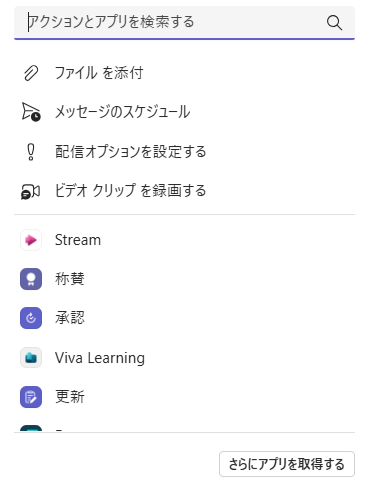 アクションとアプリを検索する
ファイル を添付
メッセージのスケジュール
配信オプションを設定する
ビデオ クリップ を録画する
Stream
称賛
承認
Viva Learning
更新
さらにアプリを取得する